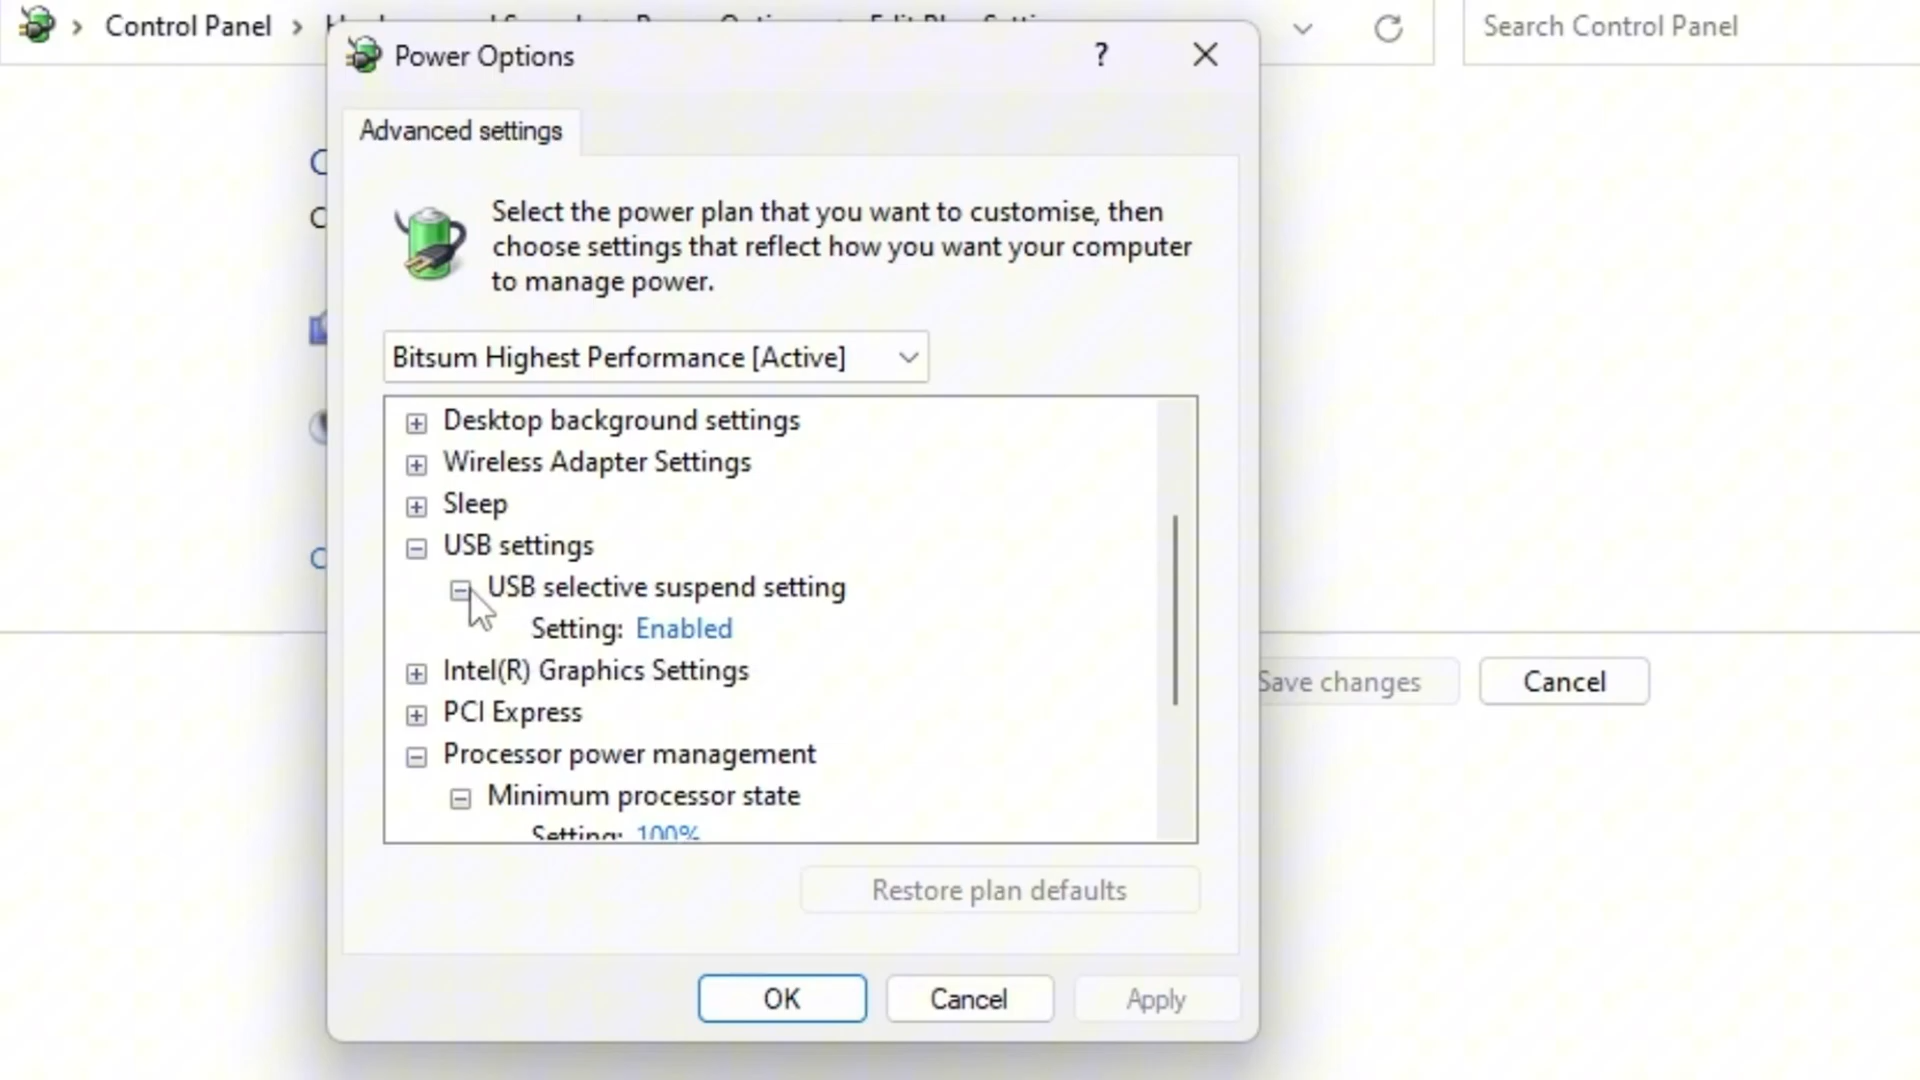 Control Panel
Search Control Panel
Power Options
?
Advanced settings
Select the power plan that you want to customise, then
choose settings that reflect how you want your computer
to manage power.
Bitsum Highest Performance [Active]
Desktop background settings
Wireless Adapter Settings
Sleep
USB settings
USB selective suspend setting
Setting: Enabled
Intel(R) Graphics Settings
PCI Express
Processor power management
Minimum processor state
Setting: 100%
Save changes
Cancel
Restore plan defaults
OK
Cancel
Apply